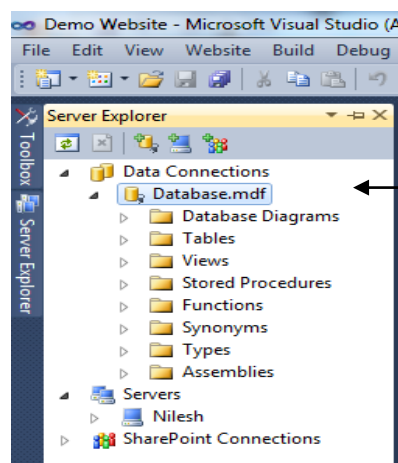 Demo Website - Microsoft Visual Studio (A
File Edit View Website Build Debug
Server Explorer
Toolbox
Server Explorer
Data Connections
Database.mdf
Database Diagrams
Tables
Views
Stored Procedures
Functions
Synonyms
Types
Assemblies
Servers
Nilesh
SharePoint Connections